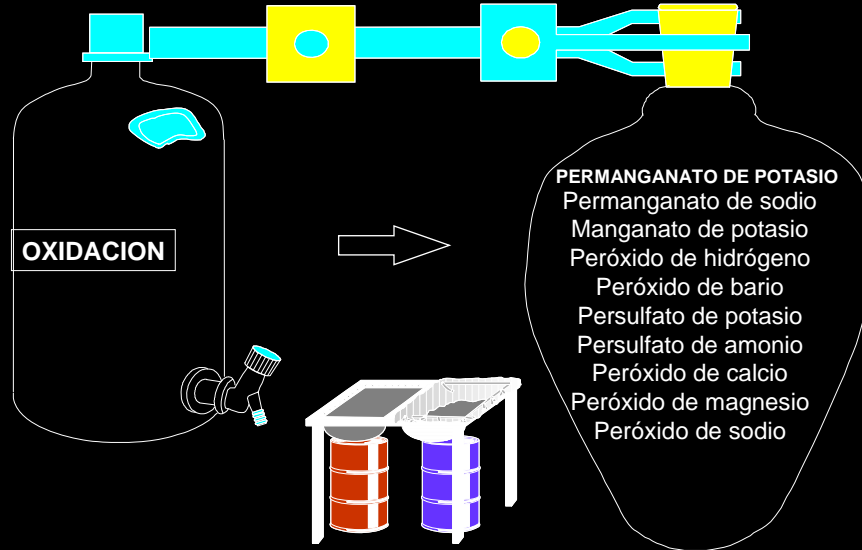 OXIDACION
PERMANGANATO DE POTASIO
Permanganato de sodio
Manganato de potasio
Peróxido de hidrógeno
Peróxido de bario
Persulfato de potasio
Persulfato de amonio
Peróxido de calcio
Peróxido de magnesio
Peróxido de sodio